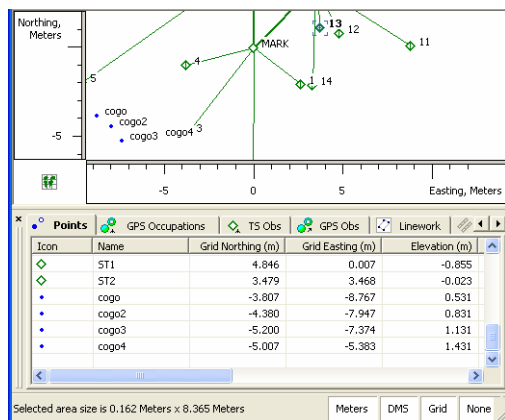 Northing,
Meters
13
12
11
MARK
4
5
1
14
cogo
cogo2
cogo3
cogo4
3
-5
-5
0
5
Easting, Meters
Points
GPS Occupations
TS Obs
GPS Obs
Linework
Icon Name Grid Northing (m) Grid Easting (m) Elevation (m)
ST1 4.846 0.007 -0.855
ST2 3.479 3.468 -0.023
cogo -3.807 -8.767 0.531
cogo2 -4.380 -7.947 0.831
cogo3 -5.200 -7.374 1.131
cogo4 -5.007 -5.383 1.431
Selected area size is 0.162 Meters x 8.365 Meters
Meters
DMS
Grid
None